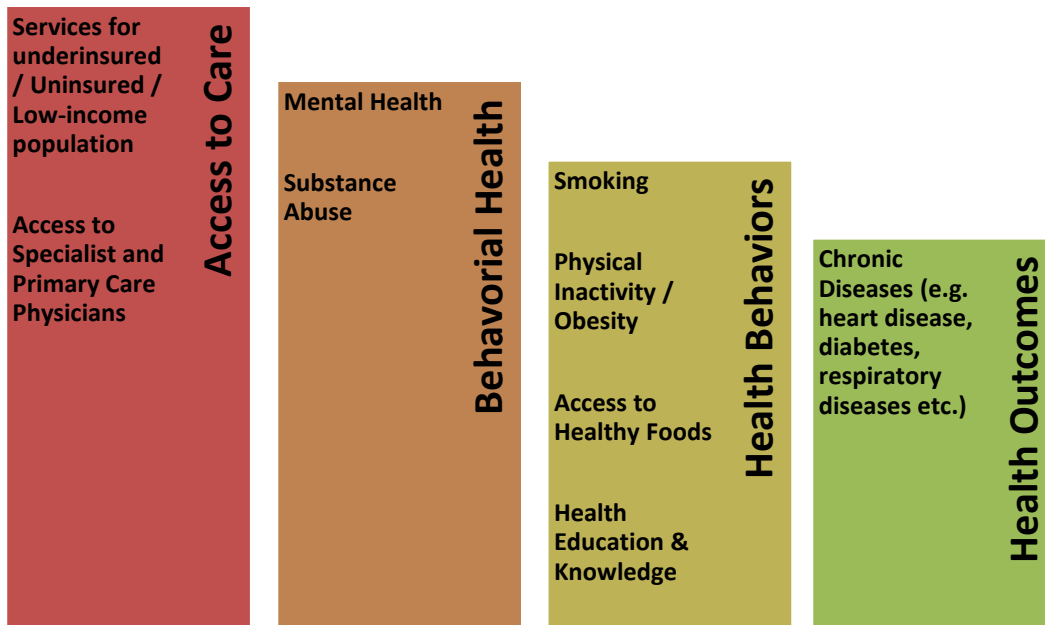 Services for
underinsured
/ Uninsured /
Low-income
population
Access to
Specialist and
Primary Care
Physicians
Access to Care
Mental Health
Substance
Abuse
Behavorial Health
Smoking
Physical
Inactivity /
Obesity
Access to
Healthy Foods
Health
Education &
Knowledge
Health Behaviors
Chronic
Diseases (e.g.
heart disease,
diabetes,
respiratory
diseases etc.)
Health Outcomes